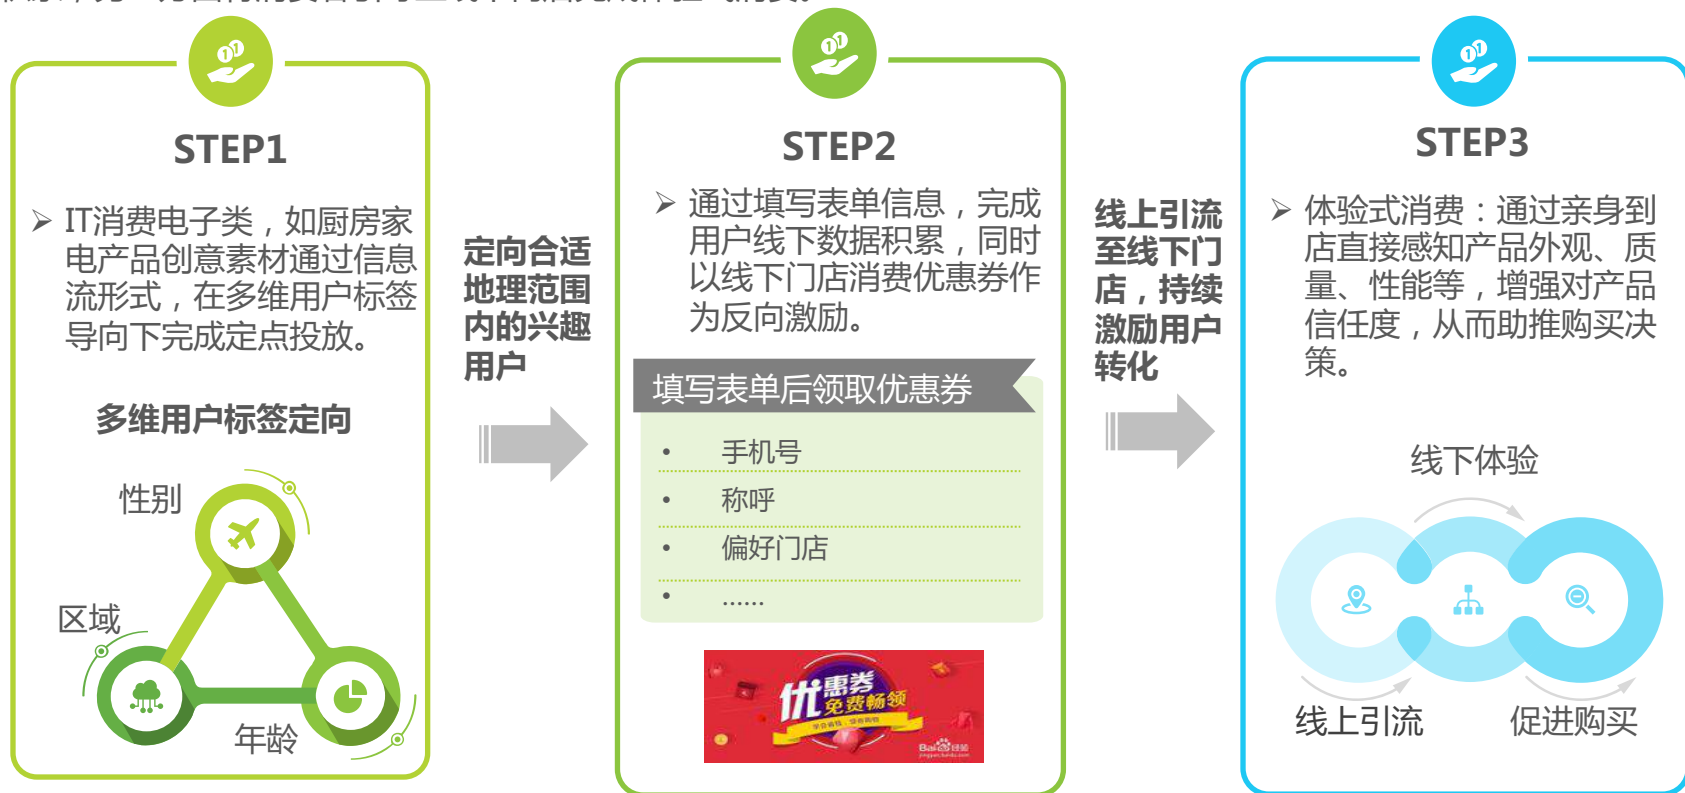 STEP1
IT消费电子类，如厨房家
电产品创意素材通过信息
流形式，在多维用户标签
导向下完成定点投放。
多维用户标签定向
性别
区域
年龄
定向合适
地理范围
内的兴趣
用户
STEP2
通过填写表单信息，完成
用户线下数据积累，同时
以线下门店消费优惠券作
为反向激励。
填写表单后领取优惠券
• 手机号
• 称呼
• 偏好门店
• ......
优惠券
免费畅领
Bai 经验
jingyan.baidu.com
线上引流
至线下门
店，持续
激励用户
转化
STEP3
体验式消费：通过亲身到
店直接感知产品外观、质
量、性能等，增强对产品
信任度，从而助推购买决
策。
线下体验
线上引流
促进购买